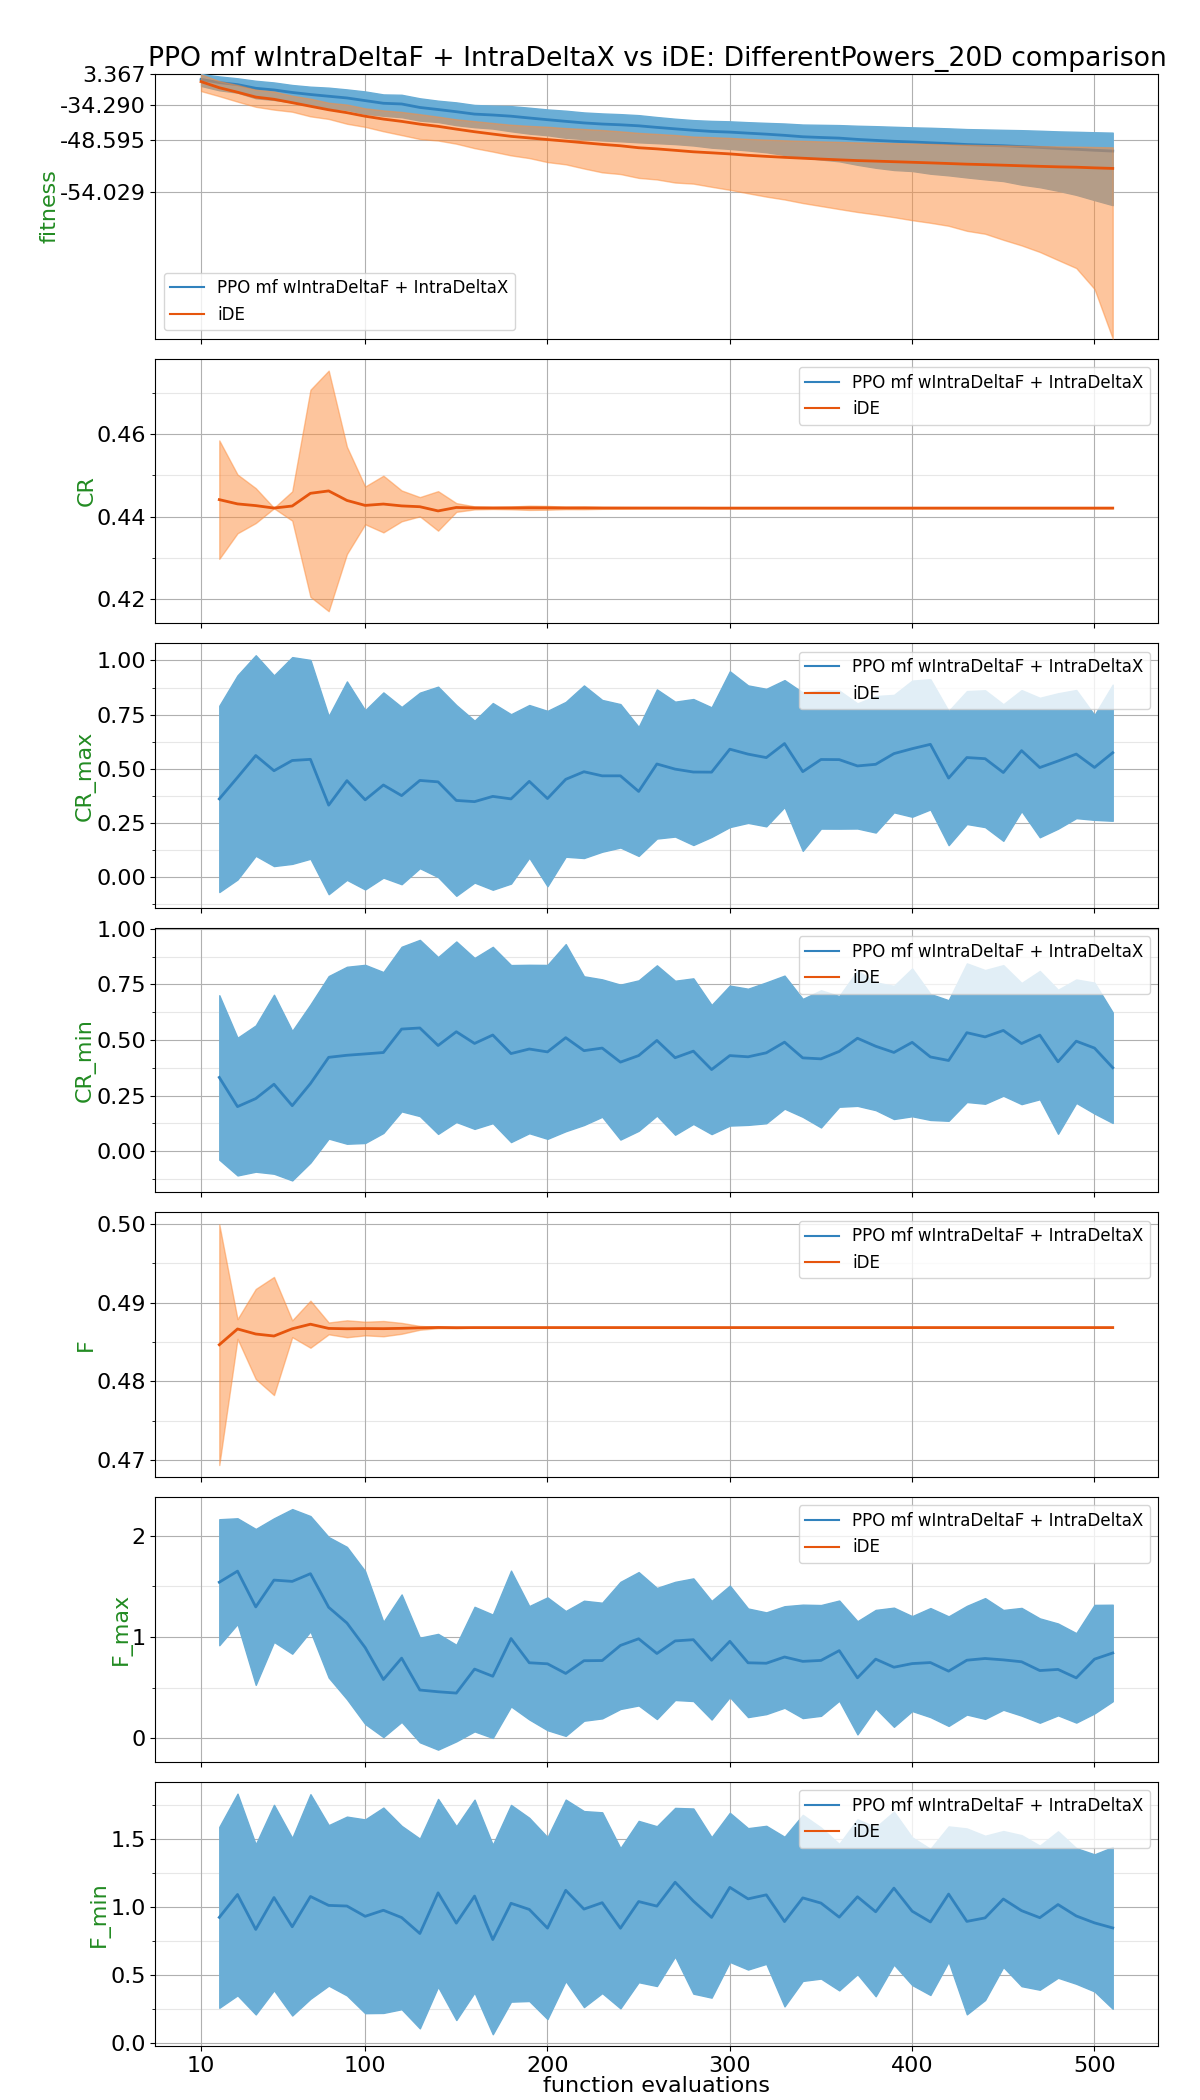 PPO mf wIntraDeltaF + IntraDeltaX vs iDE: DifferentPowers_20D comparison
3.367
-34.290
-48.595
-54.029
fitness
PPO mf wIntraDeltaF + IntraDeltaX
iDE
PPO mf wIntraDeltaF + IntraDeltaX
iDE
0.46
0.44
0.42
CR
PPO mf wIntraDeltaF + IntraDeltaX
iDE
1.00
0.75
0.50
0.25
0.00
CR_max
PPO mf wIntraDeltaF + IntraDeltaX
iDE
1.00
0.75
0.50
0.25
0.00
CR_min
PPO mf wIntraDeltaF + IntraDeltaX
iDE
0.50
0.49
0.48
0.47
F
PPO mf wIntraDeltaF + IntraDeltaX
iDE
2
1
0
F_max
PPO mf wIntraDeltaF + IntraDeltaX
iDE
1.5
1.0
0.5
0.0
F_min
10 100 200 300 400 500
function evaluations